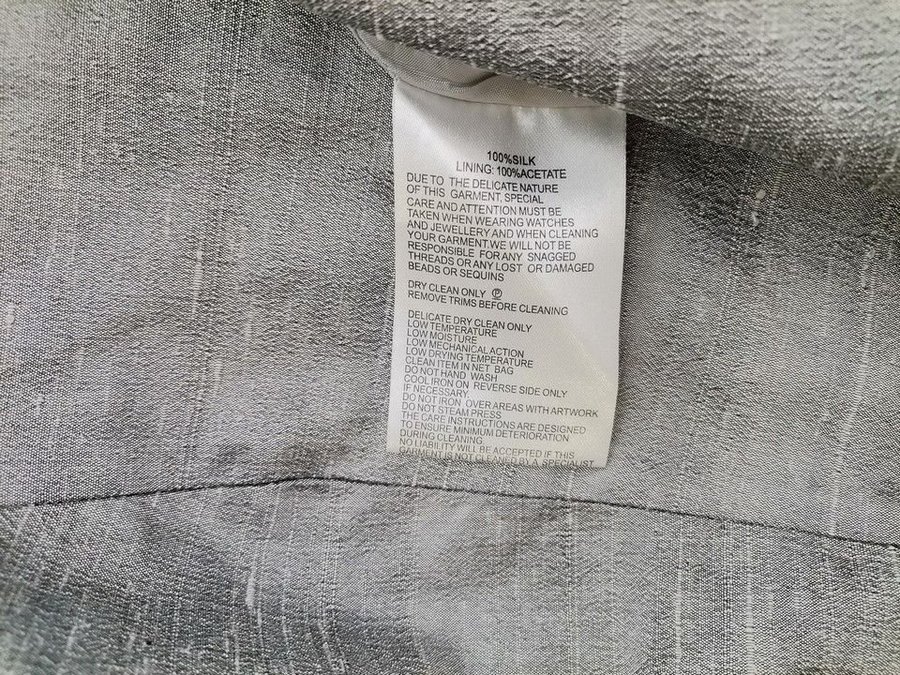 100%SILK
LINING: 100%ACETATE
DUE TO THE DELICATE NATURE
OF THIS GARMENT, SPECIAL
CARE AND ATTENTION MUST BE
TAKEN WHEN WEARING WATCHES
AND JEWELLERY AND WHEN CLEANING
YOUR GARMENT.WE WILL NOT BE
RESPONSIBLE FOR ANY SNAGGED
THREADS OR ANY LOST OR DAMAGED
BEADS OR SEQUINS
DRY CLEAN ONLY Ⓟ
REMOVE TRIMS BEFORE CLEANING
DELICATE DRY CLEAN ONLY
LOW TEMPERATURE
LOW MOISTURE
LOW MECHANICAL ACTION
LOW DRYING TEMPERATURE
CLEAN ITEM IN NET BAG
DO NOT HAND WASH
COOL IRON ON REVERSE SIDE ONLY
IF NECESSARY.
DO NOT IRON OVER AREAS WITH ARTWORK
DO NOT STEAM PRESS
THE CARE INSTRUCTIONS ARE DESIGNED
TO ENSURE MINIMUM DETERIORATION
DURING CLEANING.
NO LIABILITY WILL BE ACCEPTED IF THIS
GARMENT IS NOT CLEANED BY A SPECIALIST